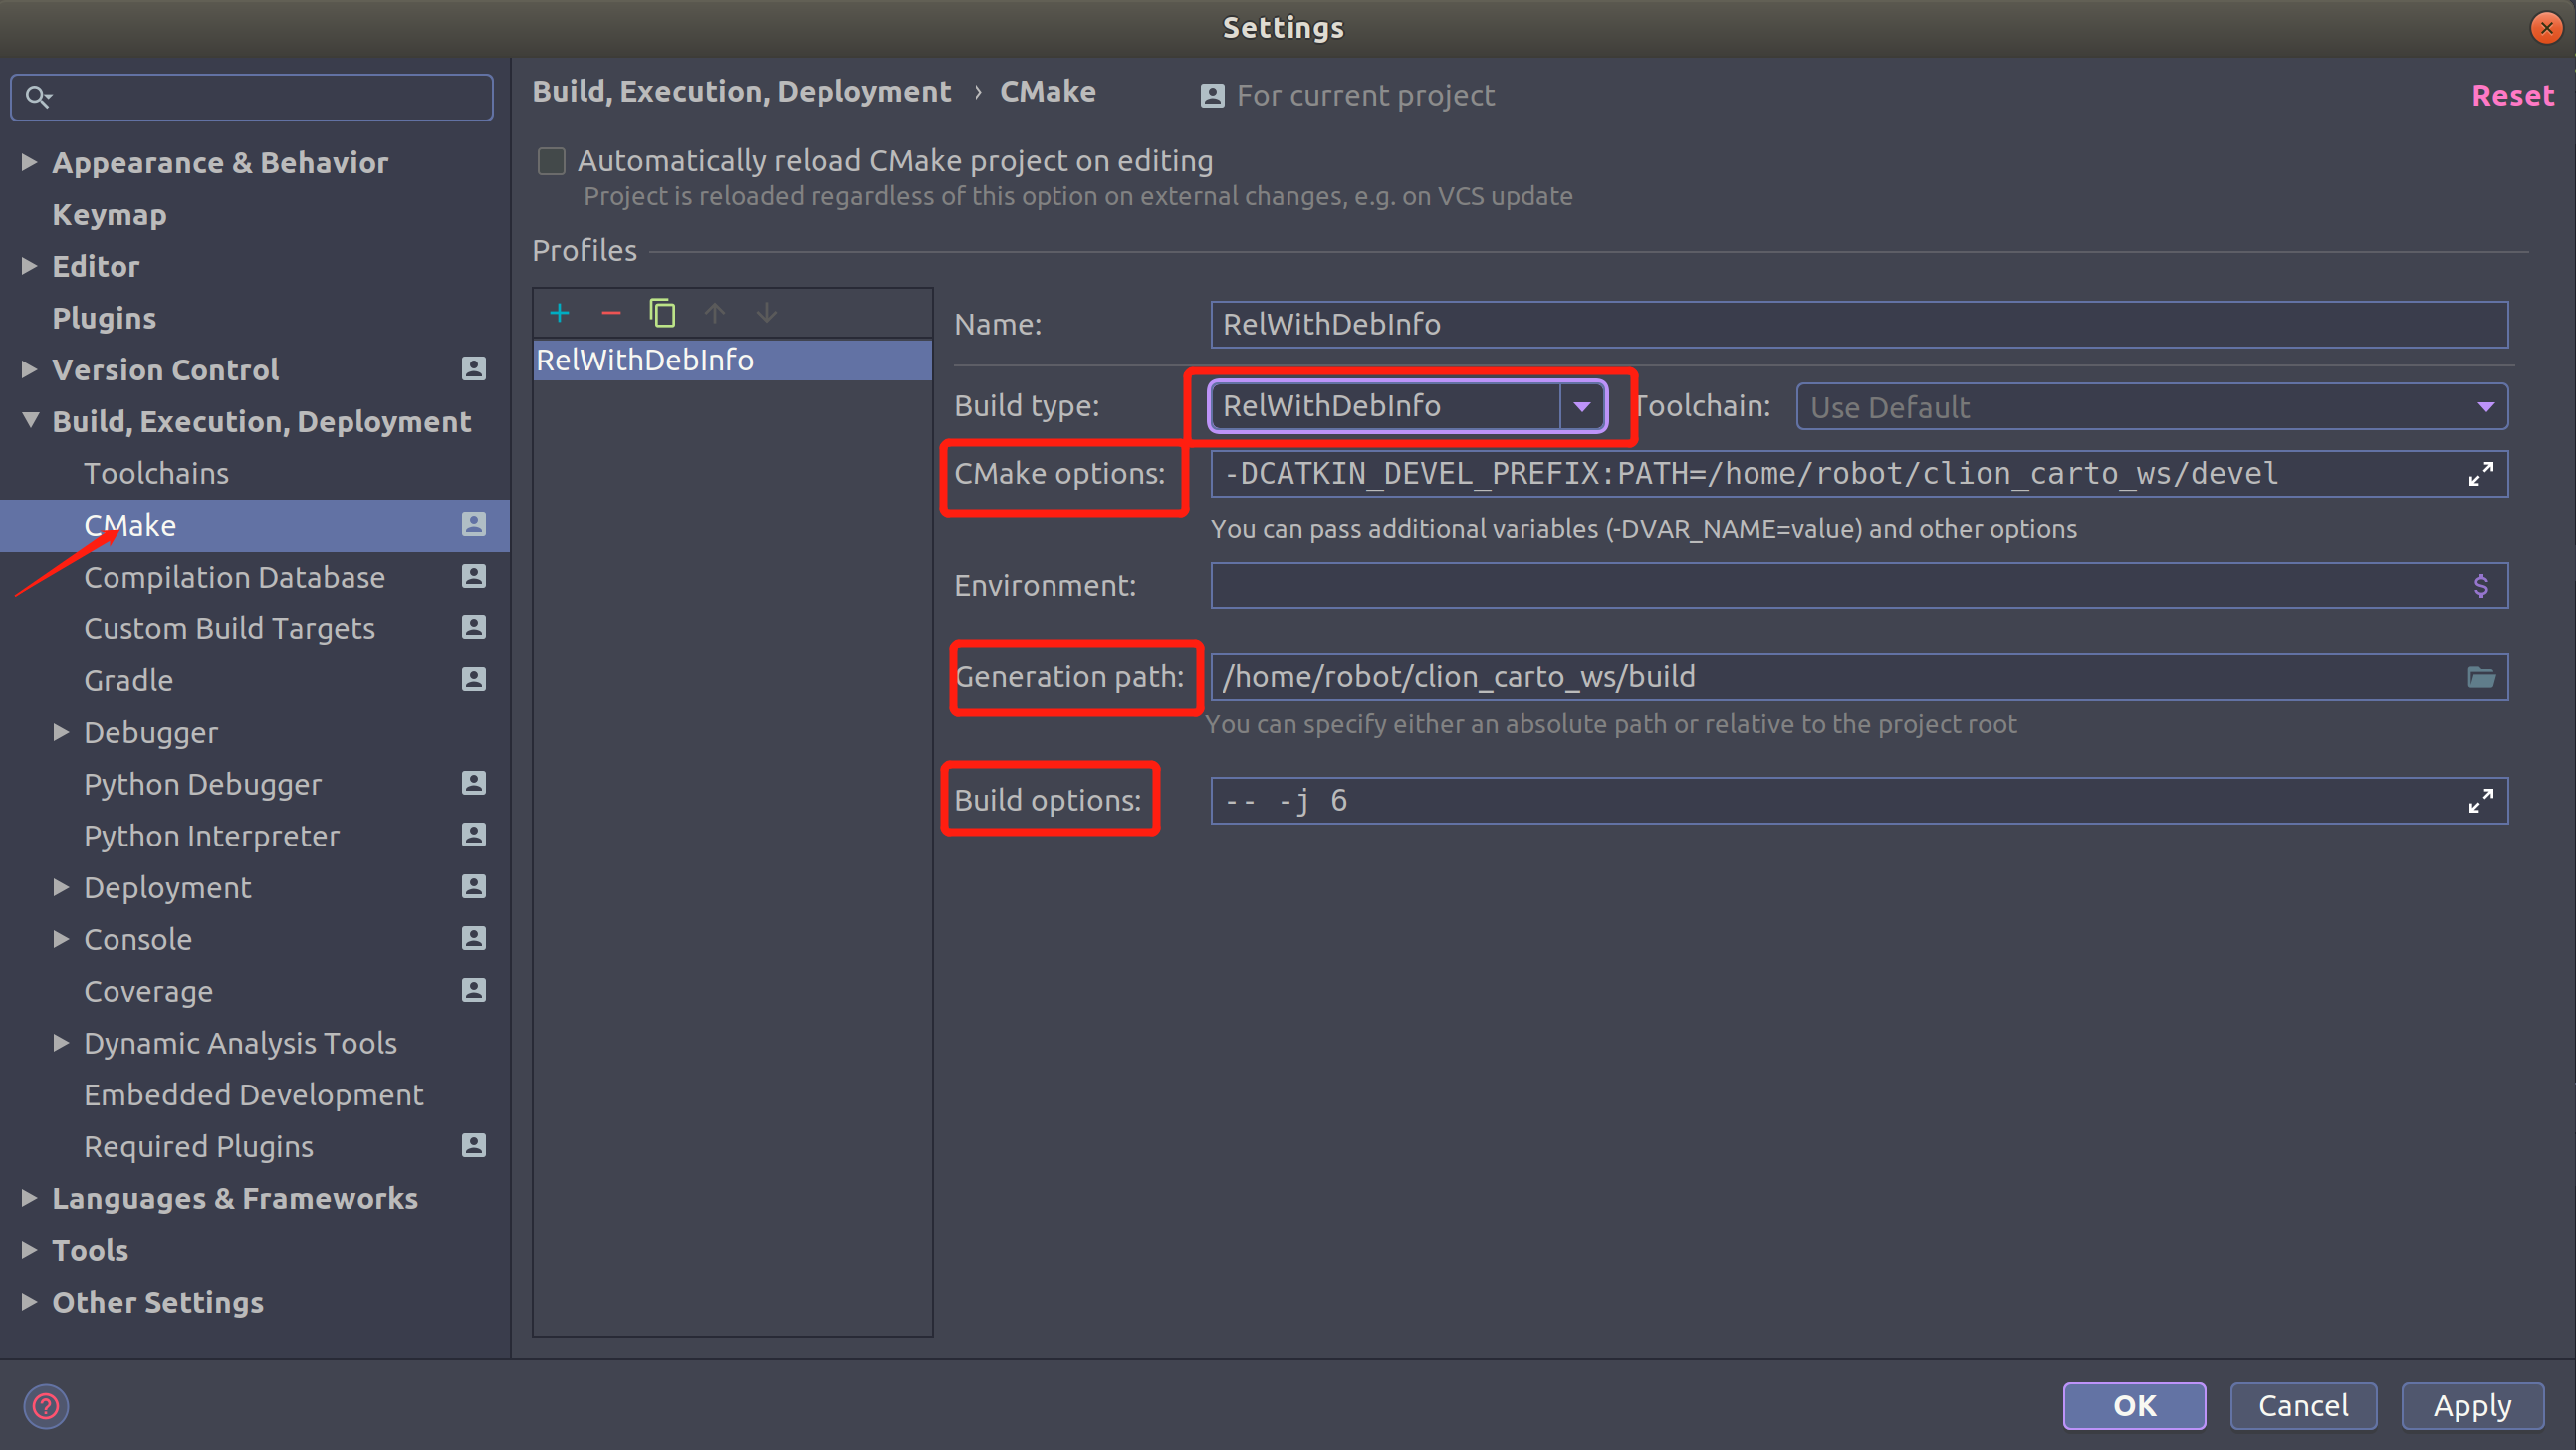 Settings
Build, Execution, Deployment › CMake
For current project
Reset
Appearance & Behavior
Keymap
Editor
Plugins
Version Control
Build, Execution, Deployment
Toolchains
CMake
Compilation Database
Custom Build Targets
Gradle
Debugger
Python Debugger
Python Interpreter
Deployment
Console
Coverage
Dynamic Analysis Tools
Embedded Development
Required Plugins
Languages & Frameworks
Tools
Other Settings
Automatically reload CMake project on editing
Project is reloaded regardless of this option on external changes, e.g. on VCS update
Profiles
RelWithDebInfo
Name: RelWithDebInfo
Build type: RelWithDebInfo Toolchain: Use Default
CMake options: -DCATKIN_DEVEL_PREFIX:PATH=/home/robot/clion_carto_ws/devel
You can pass additional variables (-DVAR_NAME=value) and other options
Environment: $
Generation path: /home/robot/clion_carto_ws/build
You can specify either an absolute path or relative to the project root
Build options: -- -j 6
?
OK Cancel Apply